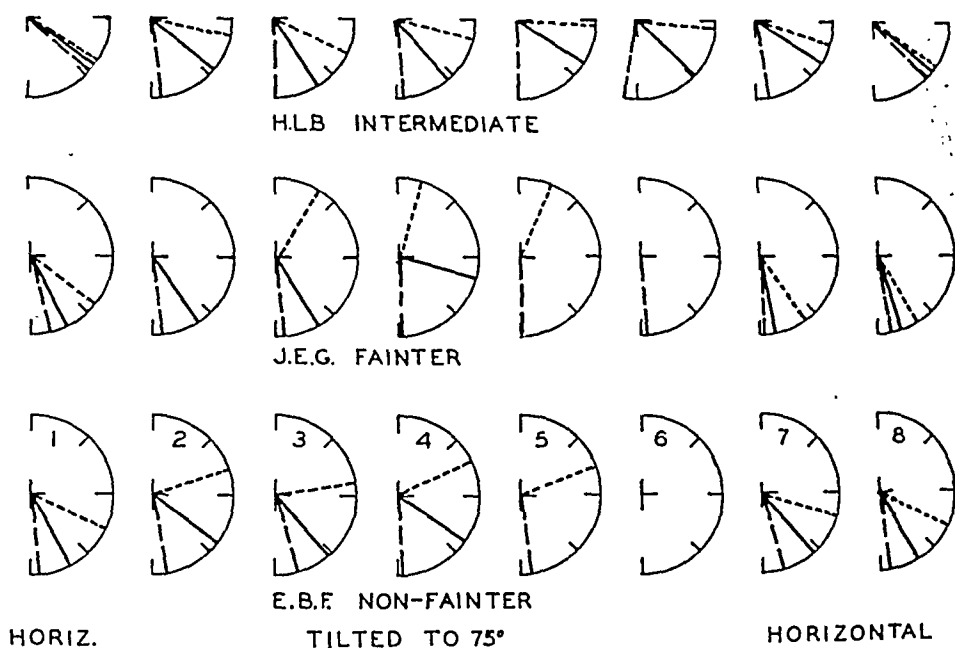 H.L.B INTERMEDIATE
J.E.G. FAINTER
1 2 3 4 5 6 7 8
E.B.F. NON-FAINTER
HORIZ. TILTED TO 75° HORIZONTAL